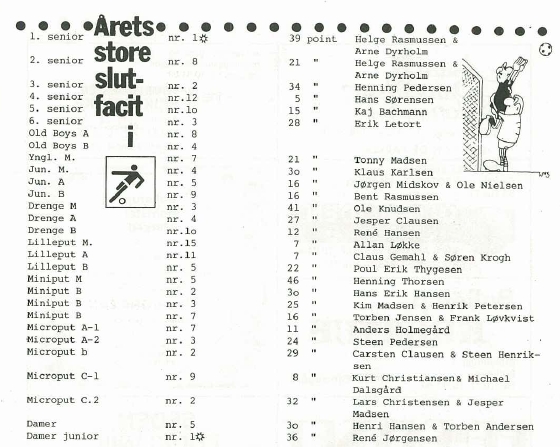 Årets
store
slut-
facit
i
1. senior nr. 1☼ 39 point Helge Rasmussen &
Arne Dyrholm
2. senior nr. 8 21 " Helge Rasmussen &
Arne Dyrholm
3. senior nr. 2 34 " Henning Pedersen
4. senior nr.12 5 " Hans Sørensen
5. senior nr.1o 15 " Kaj Bachmann
6. senior nr. 3 28 " Erik Letort
Old Boys A nr. 8
Old Boys B nr. 4
Yngl. M. nr. 7 21 " Tonny Madsen
Jun. M. nr. 4 3o " Klaus Karlsen
Jun. A nr. 5 16 " Jørgen Midskov & Ole Nielsen
Jun. B nr. 9 16 " Bent Rasmussen
Drenge M nr. 3 41 " Ole Knudsen
Drenge A nr. 4 27 " Jesper Clausen
Drenge B nr.1o 12 " René Hansen
Lilleput M. nr.15 7 " Allan Løkke
Lilleput A nr.11 7 " Claus Gemahl & Søren Krogh
Lilleput B nr. 5 22 " Poul Erik Thygesen
Miniput M nr. 5 46 " Henning Thorsen
Miniput B nr. 2 3o " Hans Erik Hansen
Miniput B nr. 3 25 " Kim Madsen & Henrik Petersen
Miniput B nr. 7 16 " Torben Jensen & Frank Løvkvist
Microput A-1 nr. 7 11 " Anders Holmegård
Microput A-2 nr. 3 24 " Steen Pedersen
Microput b nr. 2 29 " Carsten Clausen & Steen Henrik-
sen
Microput C-1 nr. 9 8 " Kurt Christiansen& Michael
Dalsgård
Microput C.2 nr. 2 32 " Lars Christensen & Jesper
Madsen
Damer nr. 5 3o " Henri Hansen & Torben Andersen
Damer junior nr. 1☼ 36 " René Jørgensen